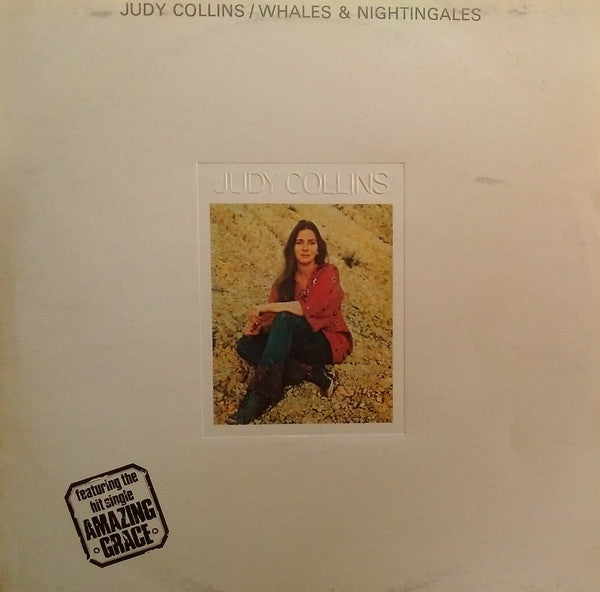 JUDY COLLINS/WHALES & NIGHTINGALES
JUDY COLLINS
featuring the
hit single
AMAZING
• GRACE •